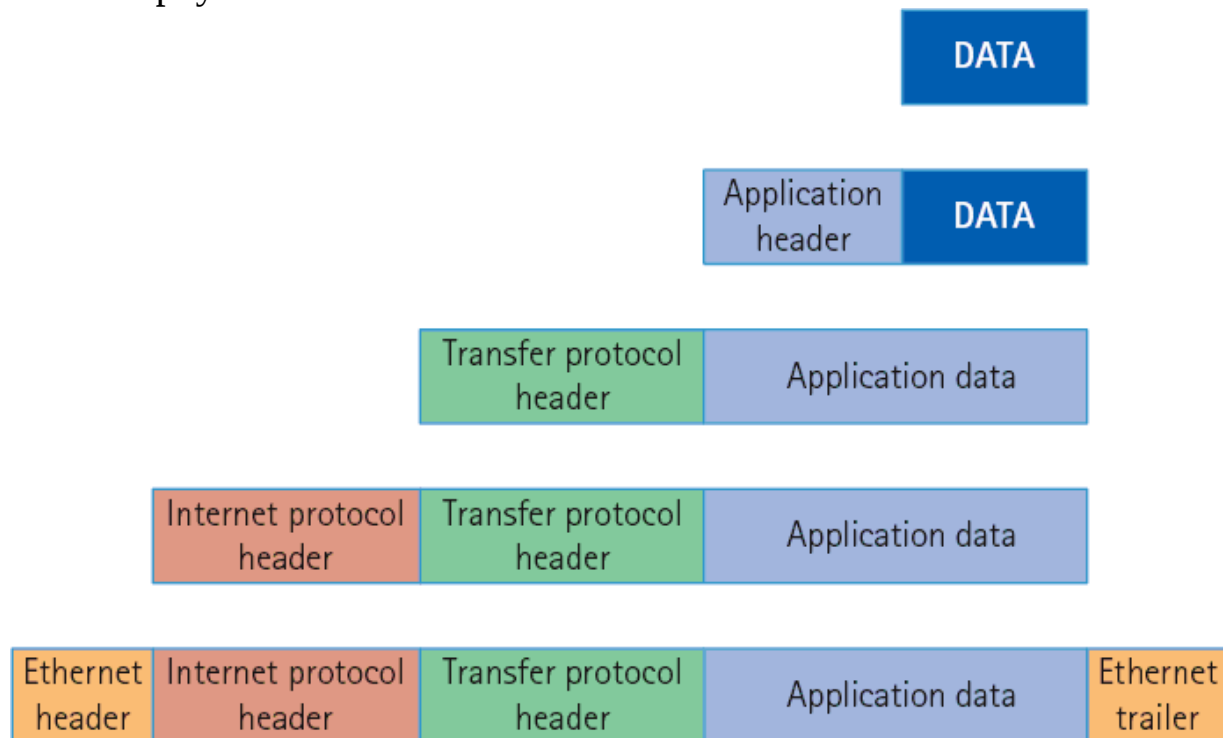 DATA
Application
header
DATA
Transfer protocol
header
Application data
Internet protocol
header
Transfer protocol
header
Application data
Ethernet
header
Internet protocol
header
Transfer protocol
header
Application data
Ethernet
trailer